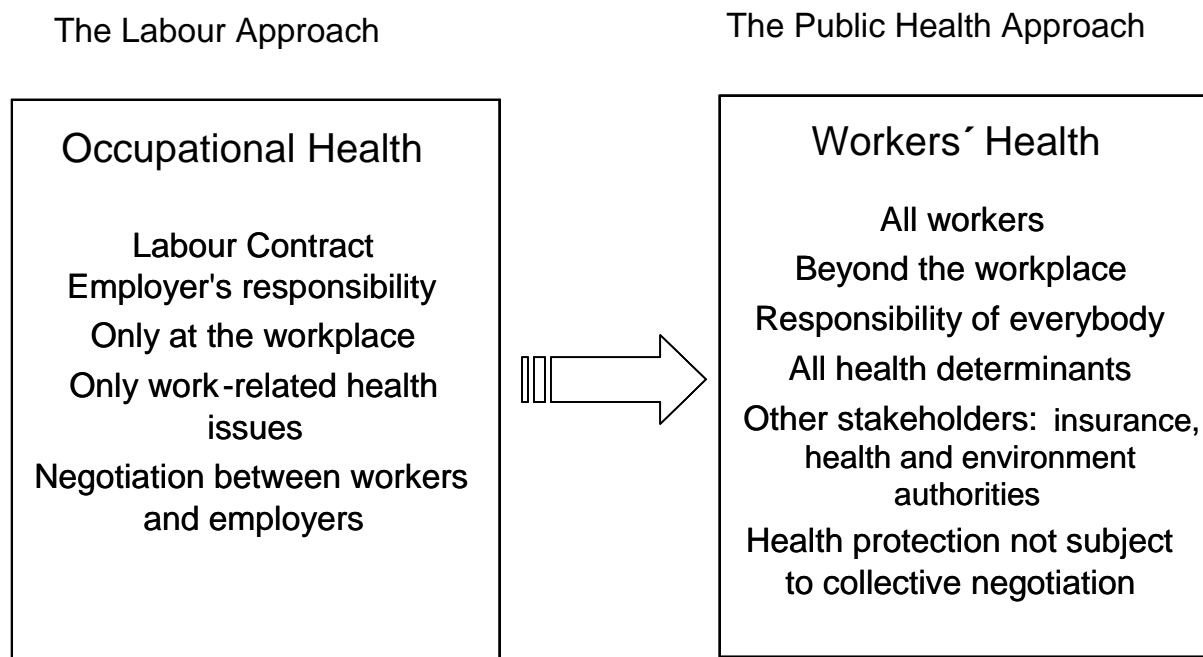 The Labour Approach
Occupational Health
Labour Contract
Employer's responsibility
Only at the workplace
Only work-related health
issues
Negotiation between workers
and employers
The Public Health Approach
Workers´ Health
All workers
Beyond the workplace
Responsibility of everybody
All health determinants
Other stakeholders: insurance,
health and environment
authorities
Health protection not subject
to collective negotiation